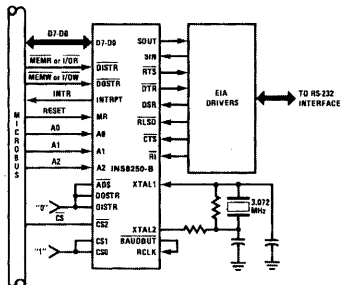 D7-D0
D7-D0
SOUT
SIN
MEMR or I/OR
DISTR
RTS
MEMW or I/OW
DOSTR
DTR
EIA
DRIVERS
INTR
INTRPT
DSR
TO RS-232
INTERFACE
RESET
MR
RLSD
A0
A0
CTS
A1
A1
RI
A2
A2
INS8250-B
MICROBUS
XTAL1
ADS
DOSTR
"0"
DISTR
3.072
MHz
CS
CS2
XTAL2
CS1
BAUDOUT
"1"
CS0
RCLK